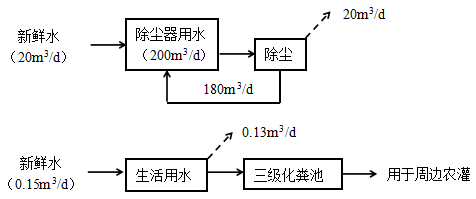 20m³/d
新鲜水
（20m³/d）
除尘器用水
（200m³/d）
除尘
180m³/d
0.13m³/d
新鲜水
（0.15m³/d）
生活用水
三级化粪池
用于周边农灌